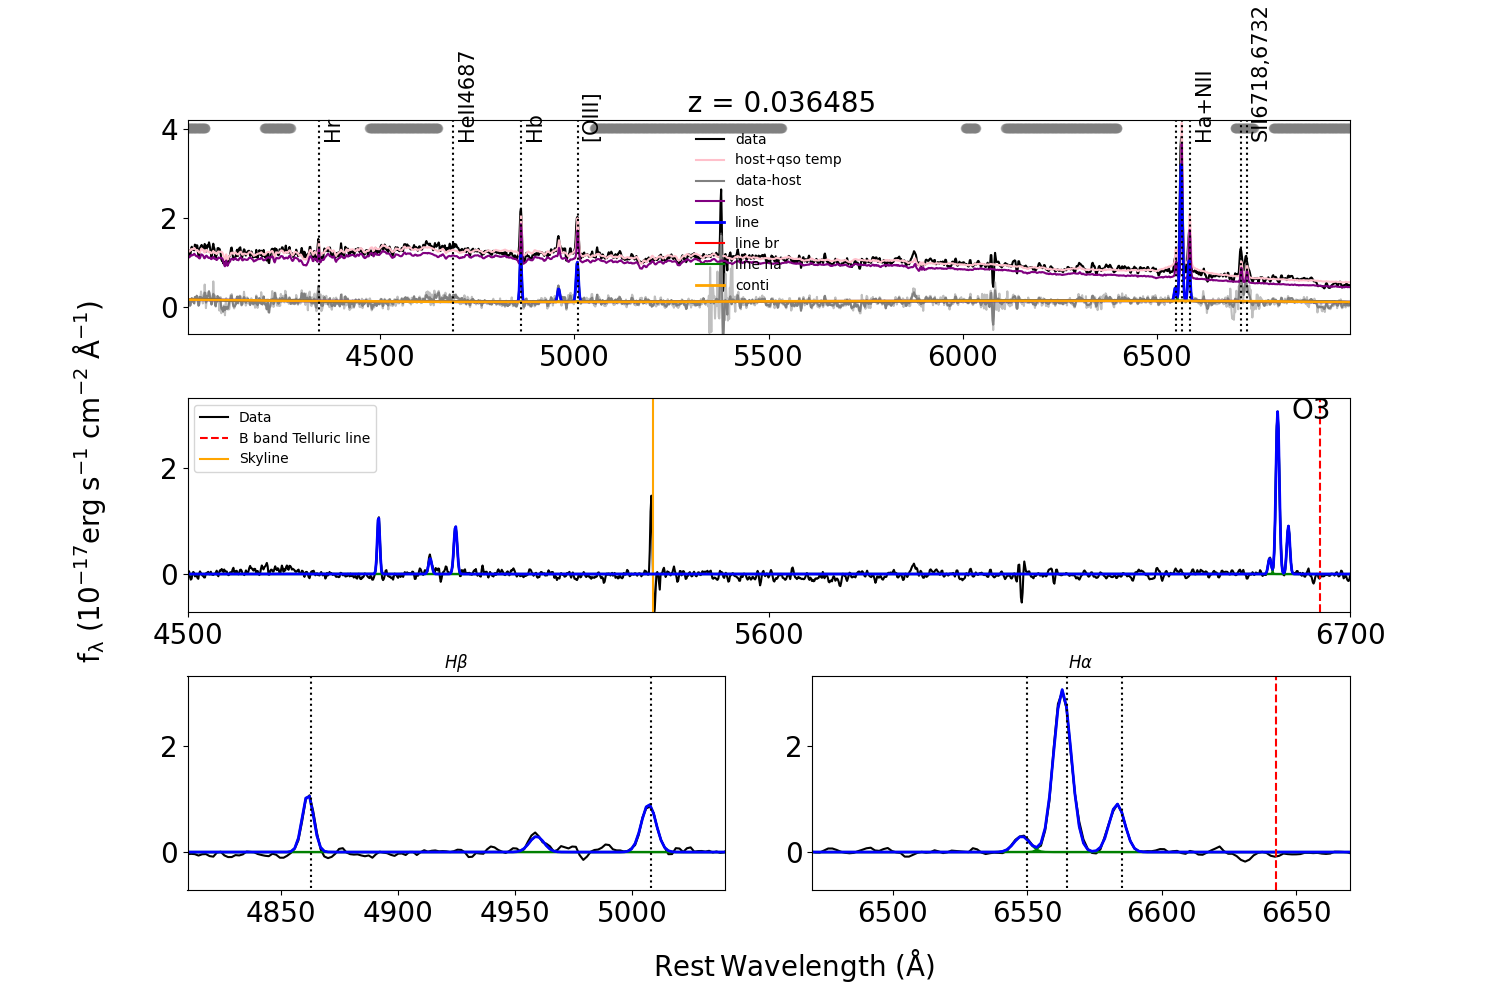 z = 0.036485
Hr
HeII4687
Hb
[OIII]
Ha+NII
SII6718,6732
data
host+qso temp
data-host
host
line
line br
line na
conti
4
2
0
4500
5000
5500
6000
6500
Data
B band Telluric line
Skyline
O3
2
0
4500
5600
6700
fλ (10⁻¹⁷erg s⁻¹ cm⁻² Å⁻¹)
Hβ
2
0
4850
4900
4950
5000
Hα
2
0
6500
6550
6600
6650
Rest Wavelength (Å)